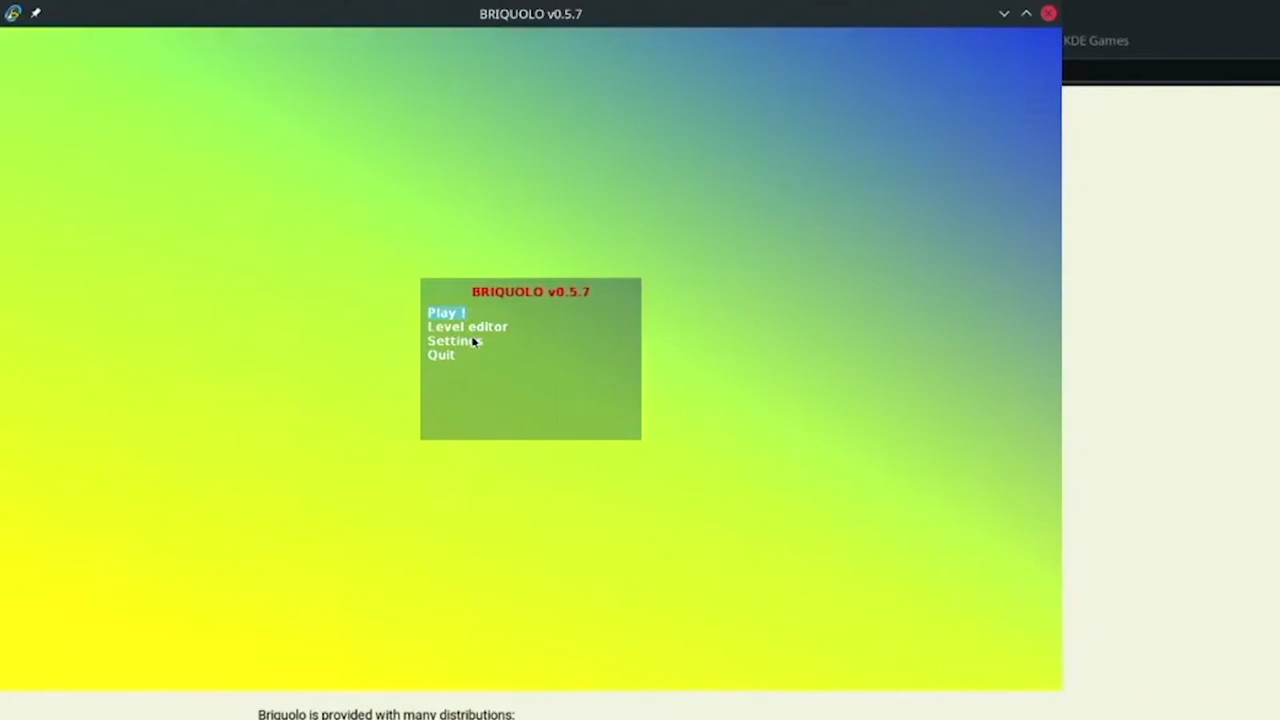 BRIQUOLO v0.5.7
KDE Games
BRIQUOLO v0.5.7
Play !
Level editor
Settings
Quit
Briquolo is provided with many distributions: